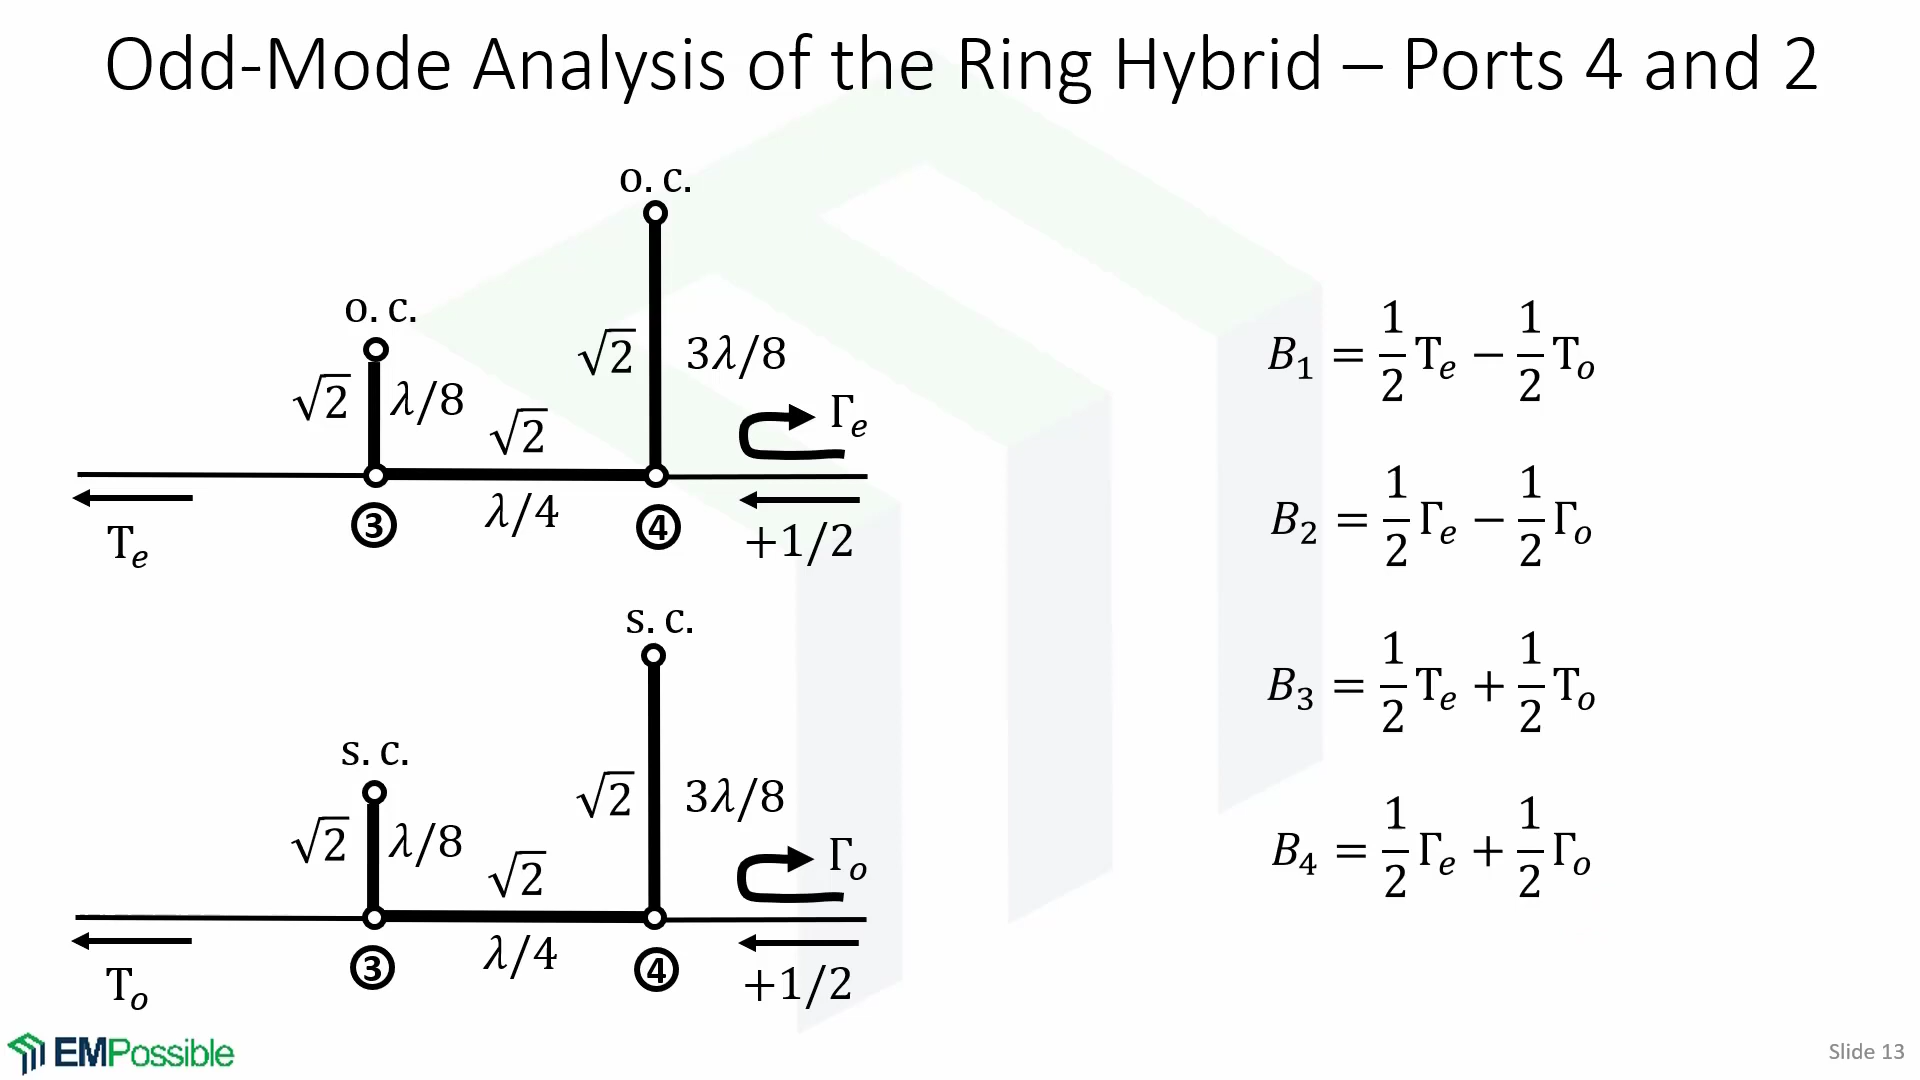 Odd-Mode Analysis of the Ring Hybrid – Ports 4 and 2
o. c.
o. c.
√2 3λ/8
√2 λ/8
√2
Γₑ
λ/4
③ ④
+1/2
Tₑ
s. c.
s. c.
√2 3λ/8
√2 λ/8
√2
Γₒ
λ/4
③ ④
+1/2
Tₒ
B₁ = 1/2 Tₑ − 1/2 Tₒ
B₂ = 1/2 Γₑ − 1/2 Γₒ
B₃ = 1/2 Tₑ + 1/2 Tₒ
B₄ = 1/2 Γₑ + 1/2 Γₒ
EMPossible
Slide 13